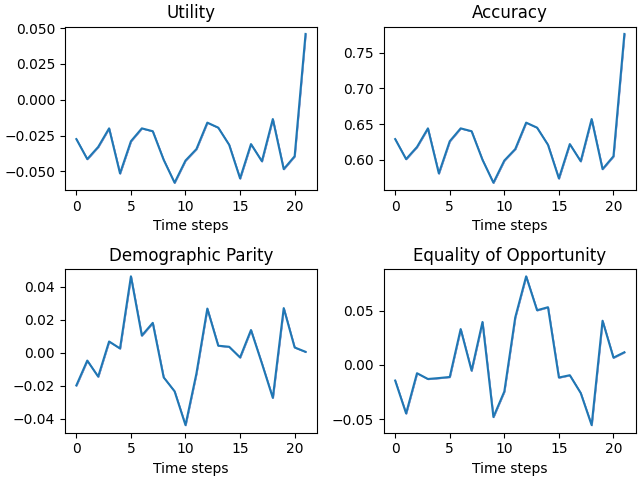 Utility
0.050
0.025
0.000
−0.025
−0.050
0 5 10 15 20
Time steps
Accuracy
0.75
0.70
0.65
0.60
0 5 10 15 20
Time steps
Demographic Parity
0.04
0.02
0.00
−0.02
−0.04
0 5 10 15 20
Time steps
Equality of Opportunity
0.05
0.00
−0.05
0 5 10 15 20
Time steps